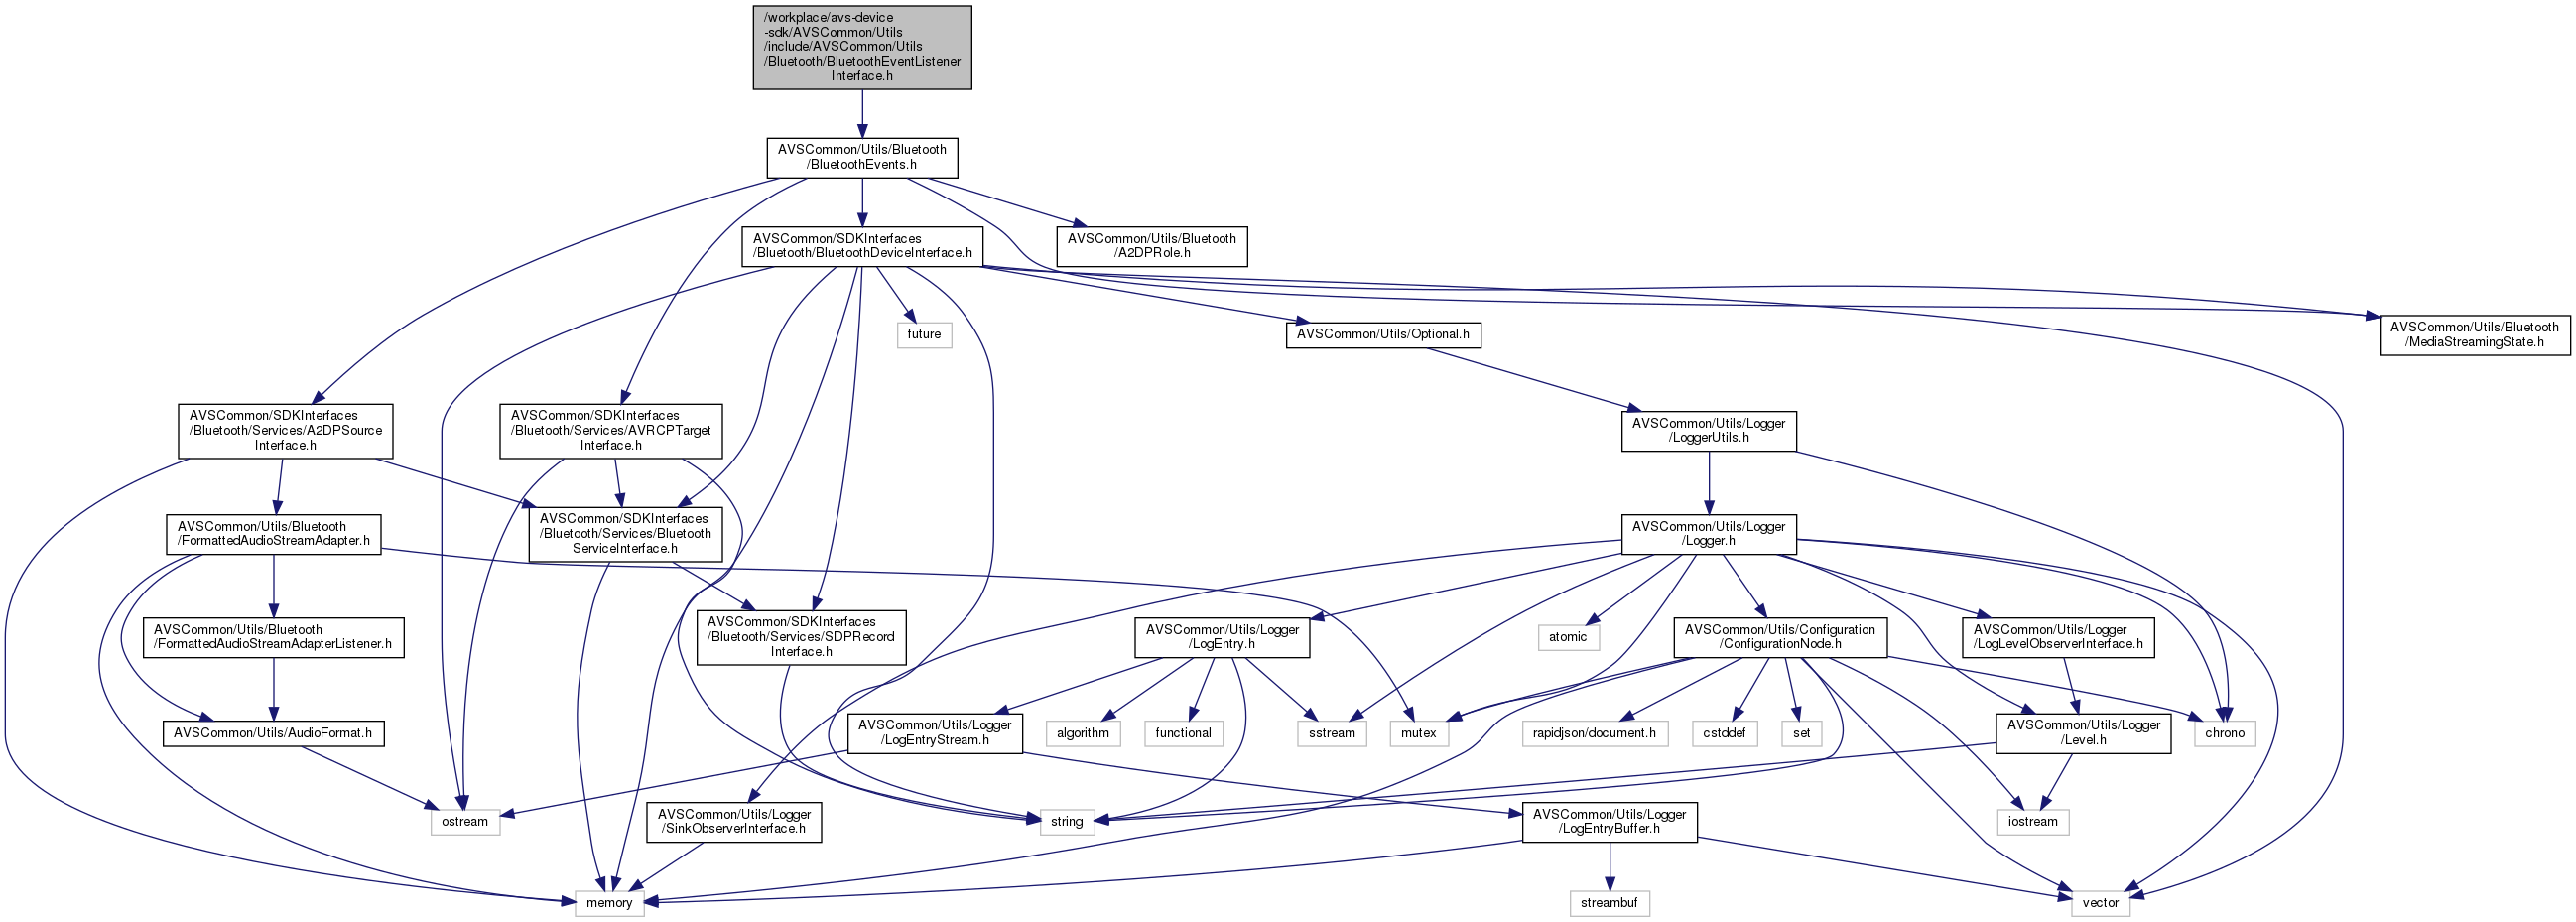 /workplace/avs-device
-sdk/AVSCommon/Utils
/include/AVSCommon/Utils
/Bluetooth/BluetoothEventListener
Interface.h
AVSCommon/Utils/Bluetooth
/BluetoothEvents.h
AVSCommon/SDKInterfaces
/Bluetooth/BluetoothDeviceInterface.h
AVSCommon/Utils/Bluetooth
/A2DPRole.h
future
AVSCommon/Utils/Optional.h
AVSCommon/Utils/Bluetooth
/MediaStreamingState.h
AVSCommon/SDKInterfaces
/Bluetooth/Services/A2DPSource
Interface.h
AVSCommon/SDKInterfaces
/Bluetooth/Services/AVRCPTarget
Interface.h
AVSCommon/Utils/Logger
/LoggerUtils.h
AVSCommon/Utils/Bluetooth
/FormattedAudioStreamAdapter.h
AVSCommon/SDKInterfaces
/Bluetooth/Services/Bluetooth
ServiceInterface.h
AVSCommon/Utils/Logger
/Logger.h
AVSCommon/Utils/Bluetooth
/FormattedAudioStreamAdapterListener.h
AVSCommon/SDKInterfaces
/Bluetooth/Services/SDPRecord
Interface.h
AVSCommon/Utils/Logger
/LogEntry.h
atomic
AVSCommon/Utils/Configuration
/ConfigurationNode.h
AVSCommon/Utils/Logger
/LogLevelObserverInterface.h
AVSCommon/Utils/AudioFormat.h
AVSCommon/Utils/Logger
/LogEntryStream.h
algorithm
functional
sstream
mutex
rapidjson/document.h
cstddef
set
AVSCommon/Utils/Logger
/Level.h
chrono
ostream
AVSCommon/Utils/Logger
/SinkObserverInterface.h
string
AVSCommon/Utils/Logger
/LogEntryBuffer.h
iostream
memory
streambuf
vector